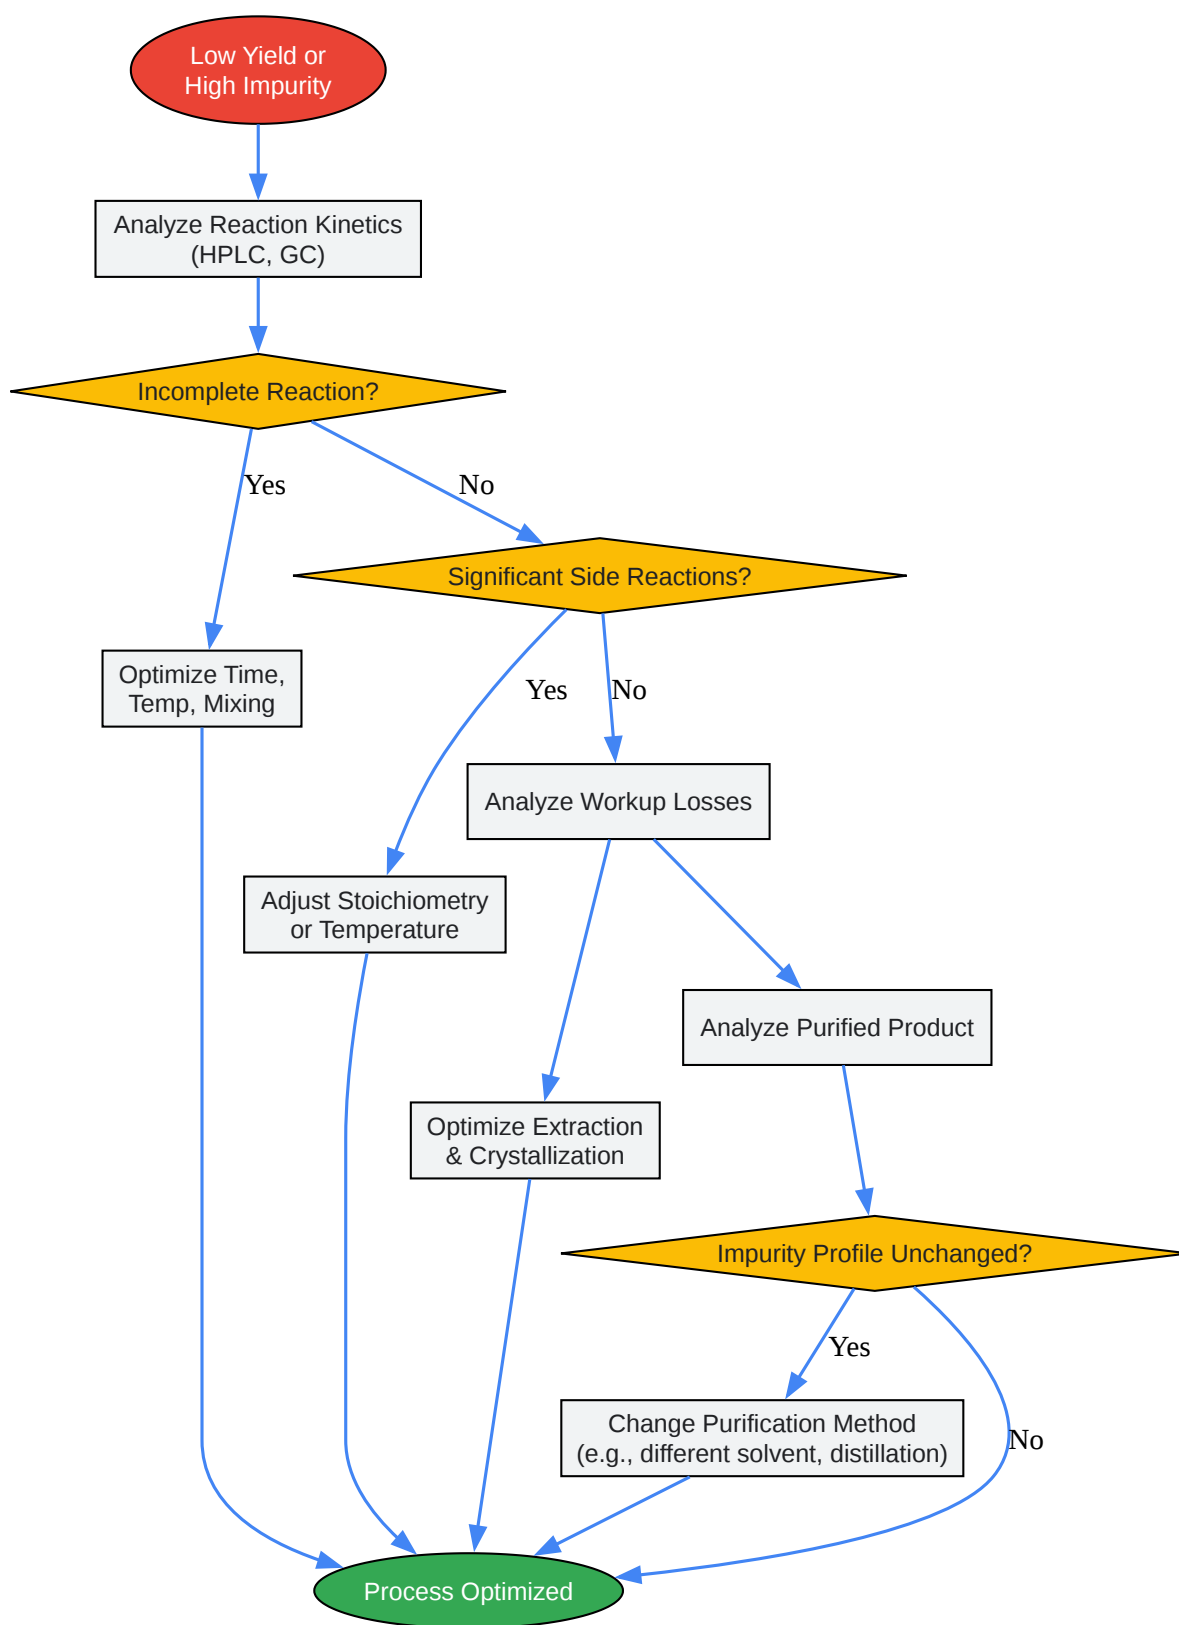 Low Yield or
High Impurity
Analyze Reaction Kinetics
(HPLC, GC)
Incomplete Reaction?
Yes
No
Significant Side Reactions?
Optimize Time,
Temp, Mixing
Yes
No
Analyze Workup Losses
Adjust Stoichiometry
or Temperature
Analyze Purified Product
Optimize Extraction
& Crystallization
Impurity Profile Unchanged?
Yes
Change Purification Method
(e.g., different solvent, distillation)
No
Process Optimized